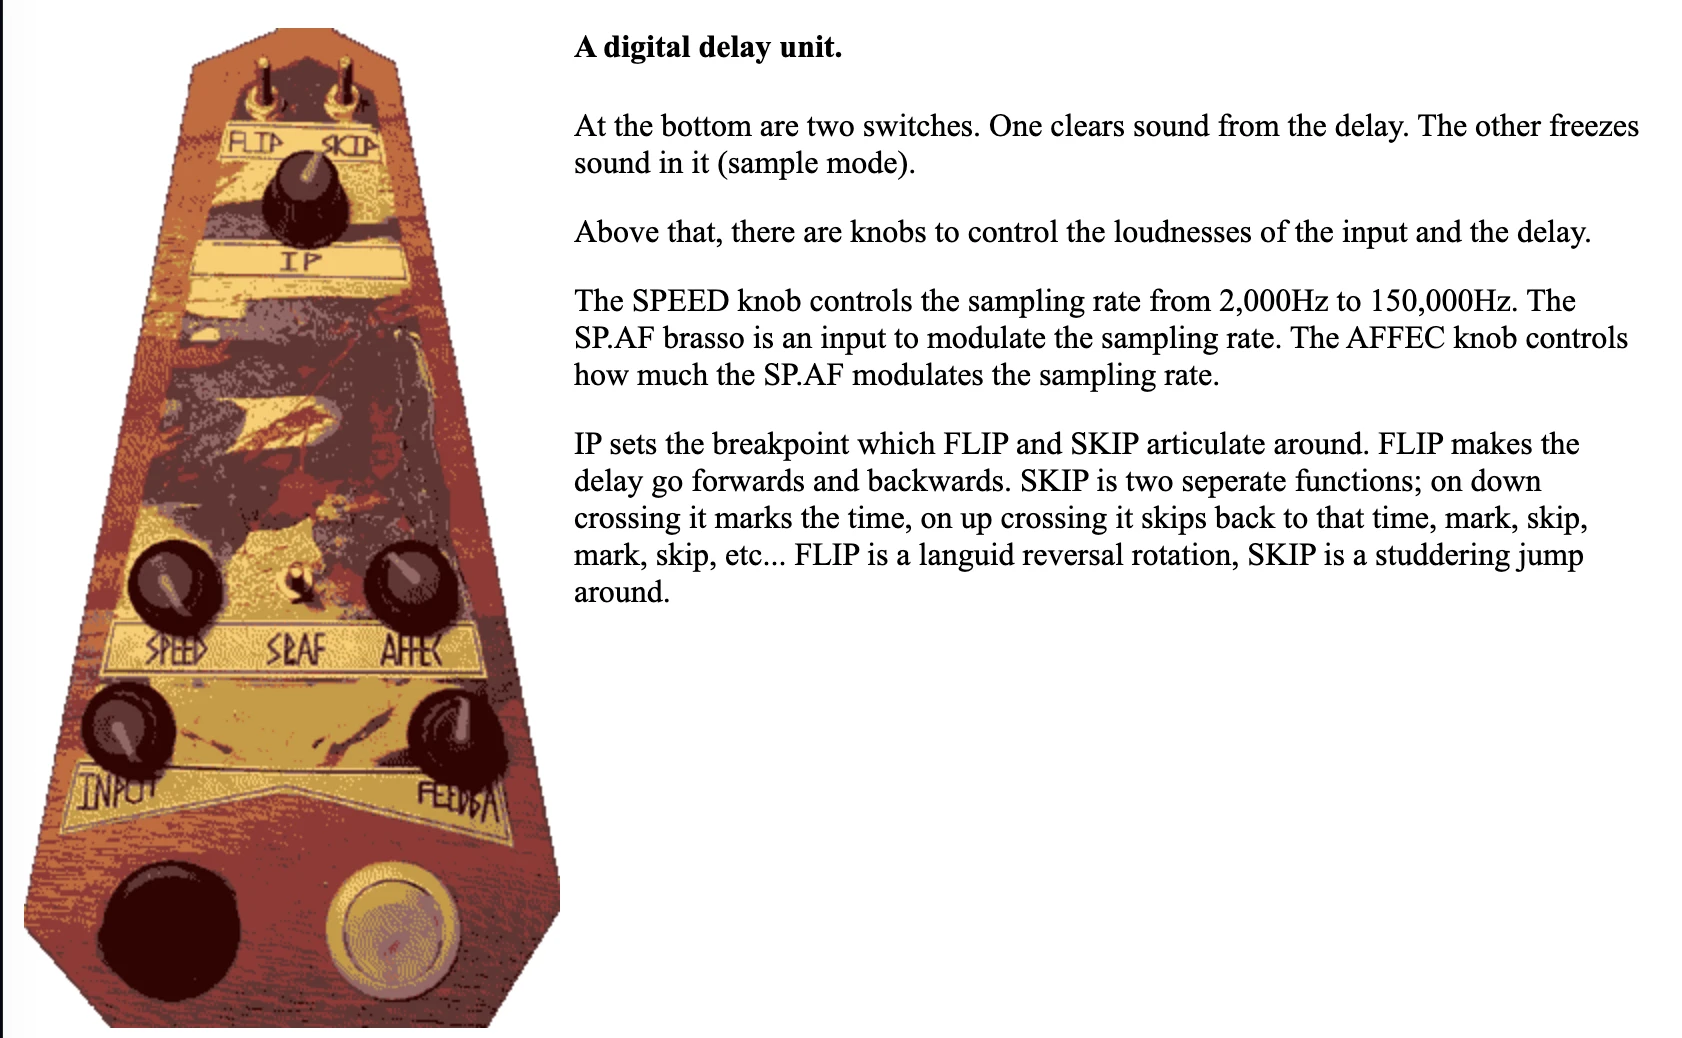 FLIP SKIP
IP
SPEED SP.AF AFFEC
INPUT FEEDBA
A digital delay unit.
At the bottom are two switches. One clears sound from the delay. The other freezes
sound in it (sample mode).
Above that, there are knobs to control the loudnesses of the input and the delay.
The SPEED knob controls the sampling rate from 2,000Hz to 150,000Hz. The
SP.AF brasso is an input to modulate the sampling rate. The AFFEC knob controls
how much the SP.AF modulates the sampling rate.
IP sets the breakpoint which FLIP and SKIP articulate around. FLIP makes the
delay go forwards and backwards. SKIP is two seperate functions; on down
crossing it marks the time, on up crossing it skips back to that time, mark, skip,
mark, skip, etc... FLIP is a languid reversal rotation, SKIP is a studdering jump
around.